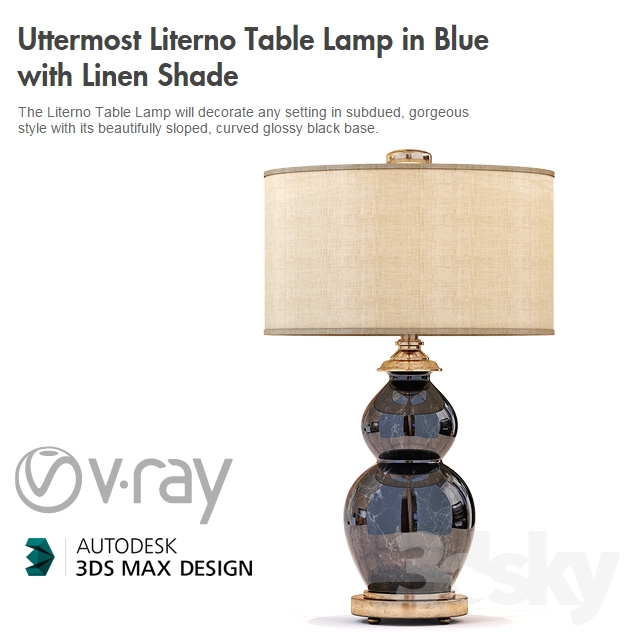 Uttermost Literno Table Lamp in Blue
with Linen Shade
The Literno Table Lamp will decorate any setting in subdued, gorgeous
style with its beautifully sloped, curved glossy black base.
v·ray
AUTODESK
3DS MAX DESIGN
3dsky